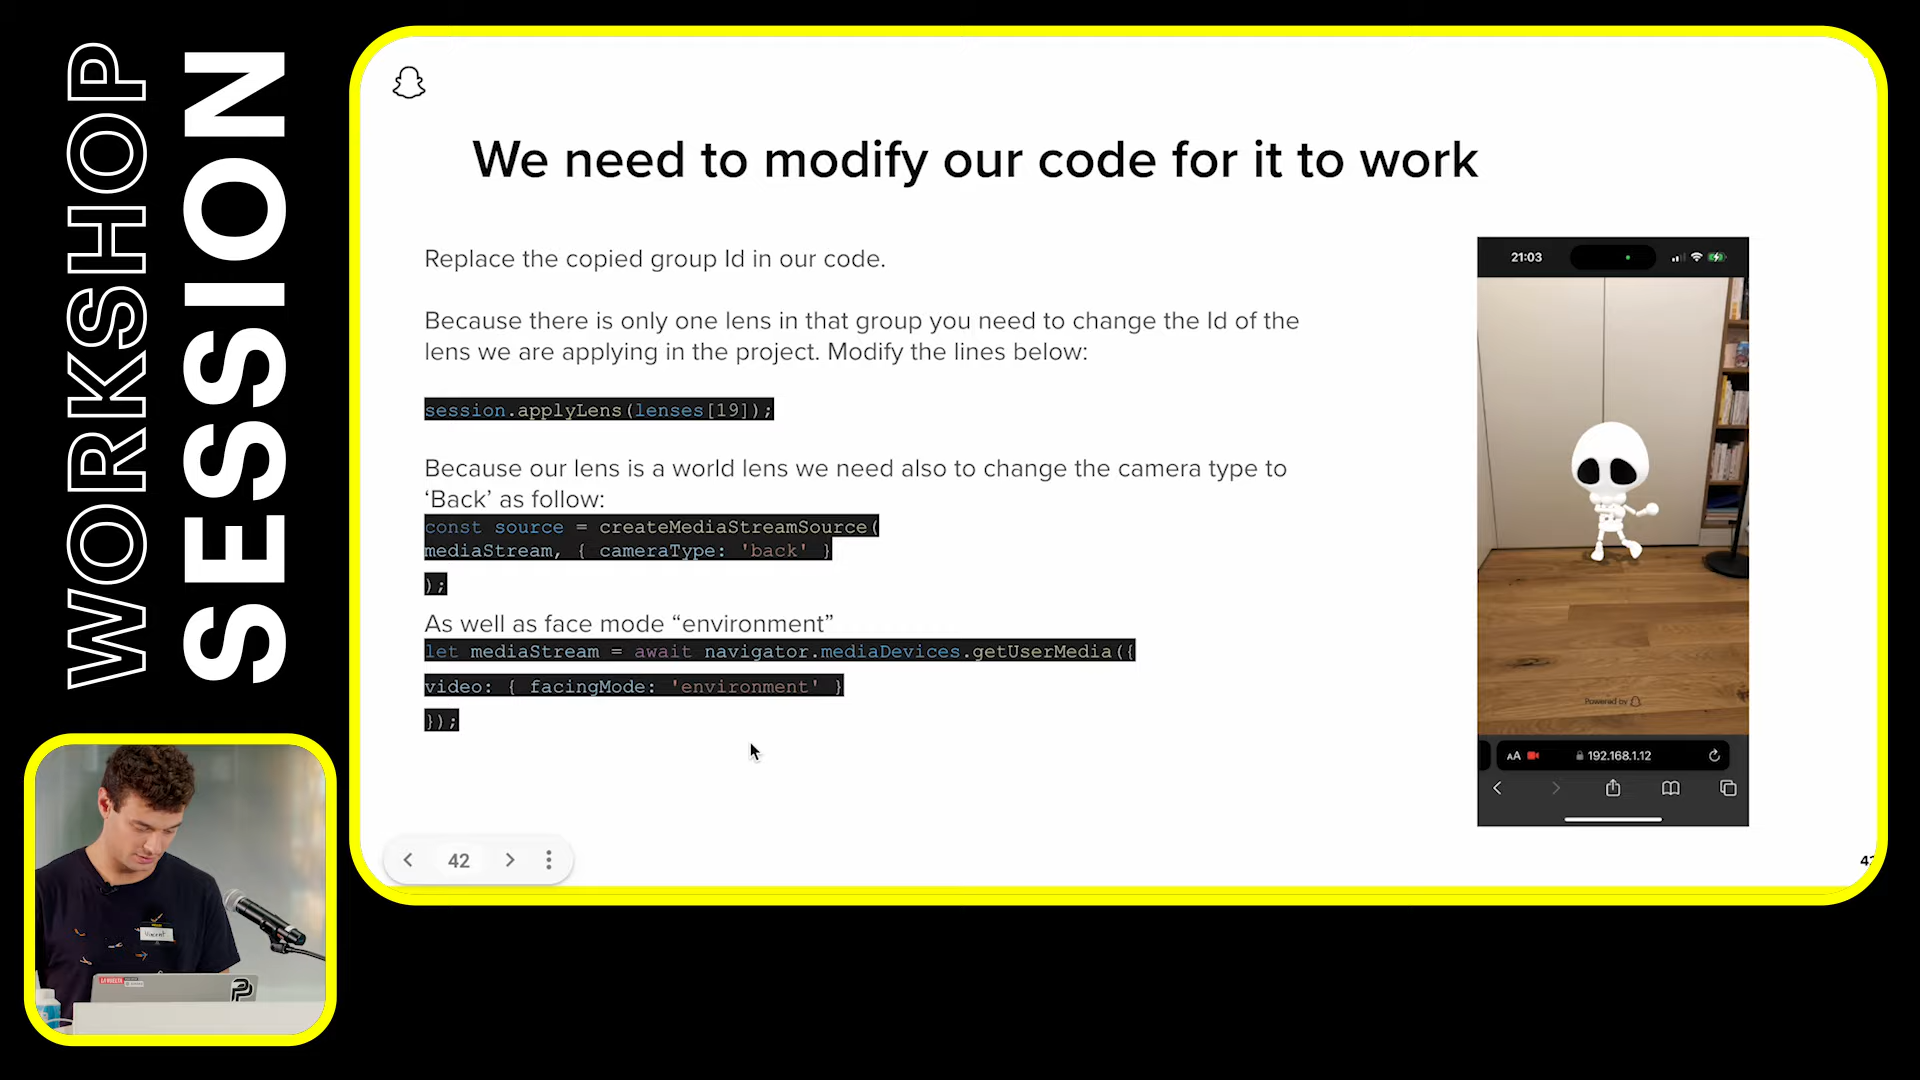 WORKSHOP
SESSION
We need to modify our code for it to work
Replace the copied group Id in our code.
Because there is only one lens in that group you need to change the Id of the
lens we are applying in the project. Modify the lines below:
session.applyLens(lenses[19]);
Because our lens is a world lens we need also to change the camera type to
‘Back’ as follow:
const source = createMediaStreamSource(
mediaStream, { cameraType: 'back' }
);
As well as face mode “environment”
let mediaStream = await navigator.mediaDevices.getUserMedia({
video: { facingMode: 'environment' }
});
21:03
Powered by
AA
192.168.1.12
42